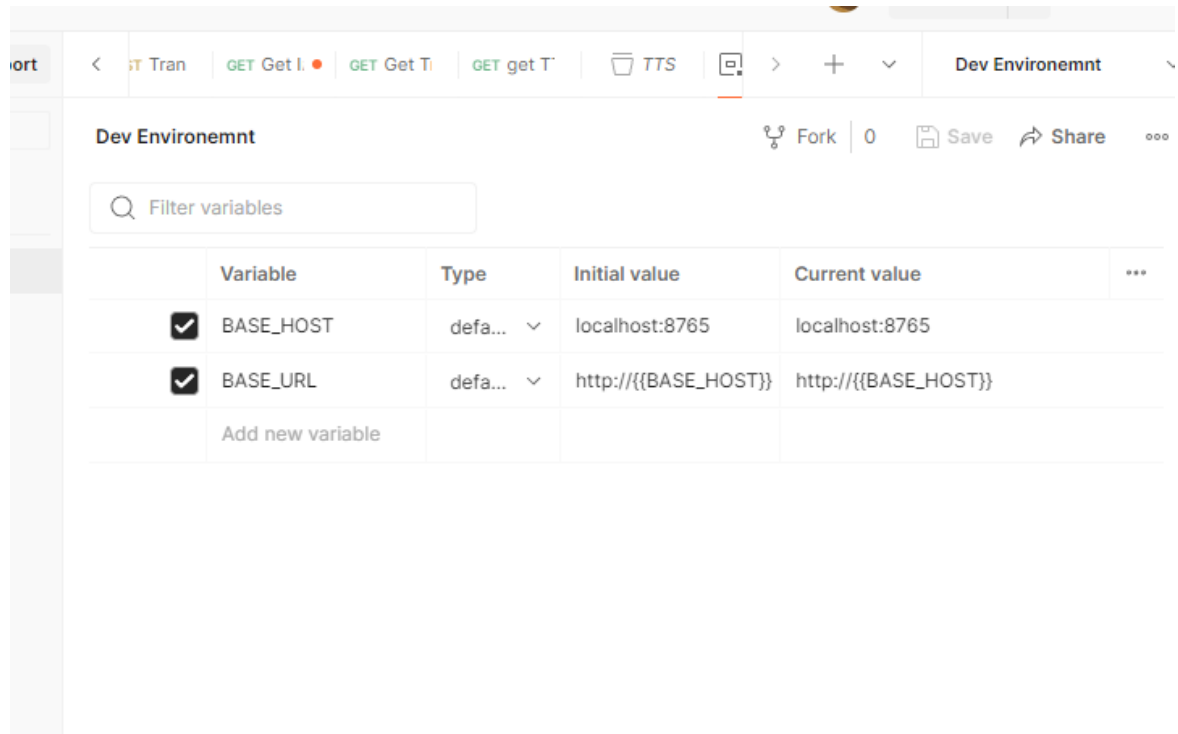 ort
ST Tran GET Get I. GET Get Ti GET get T TTS Dev Environemnt
Dev Environemnt Fork 0 Save Share
Filter variables
Variable Type Initial value Current value
BASE_HOST defa... localhost:8765 localhost:8765
BASE_URL defa... http://{{BASE_HOST}} http://{{BASE_HOST}}
Add new variable